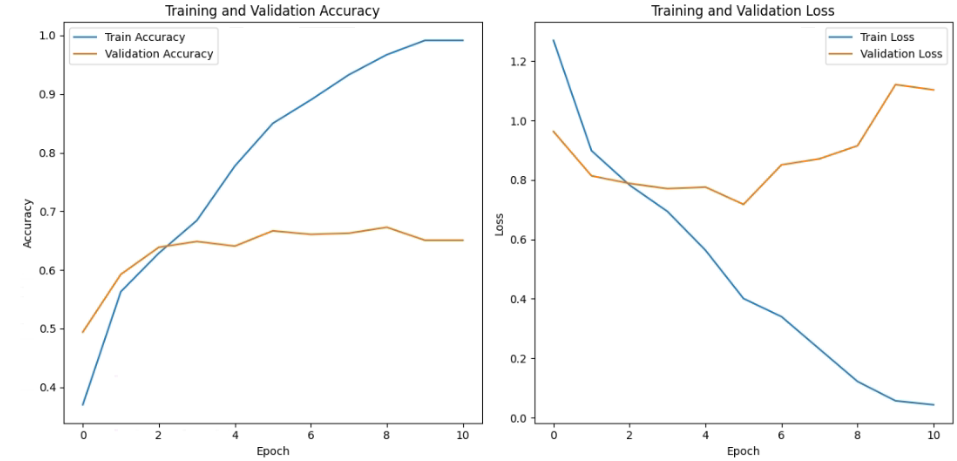 Training and Validation Accuracy
Train Accuracy
Validation Accuracy
1.0
0.9
0.8
0.7
0.6
0.5
0.4
Accuracy
0 2 4 6 8 10
Epoch
Training and Validation Loss
Train Loss
Validation Loss
1.2
1.0
0.8
0.6
0.4
0.2
0.0
Loss
0 2 4 6 8 10
Epoch